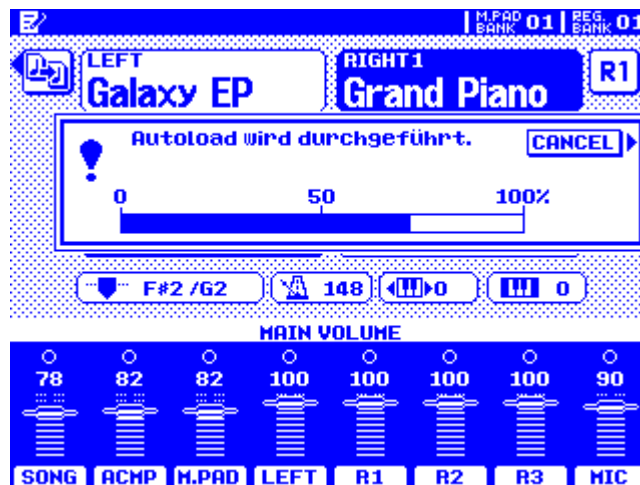 M.PAD BANK 01 REG. BANK 01
LEFT
Galaxy EP
RIGHT1
Grand Piano
R1
Autoload wird durchgeführt.
CANCEL
0 50 100%
F#2 /G2 148 0 0
MAIN VOLUME
78 82 82 100 100 100 100 90
SONG ACMP M.PAD LEFT R1 R2 R3 MIC